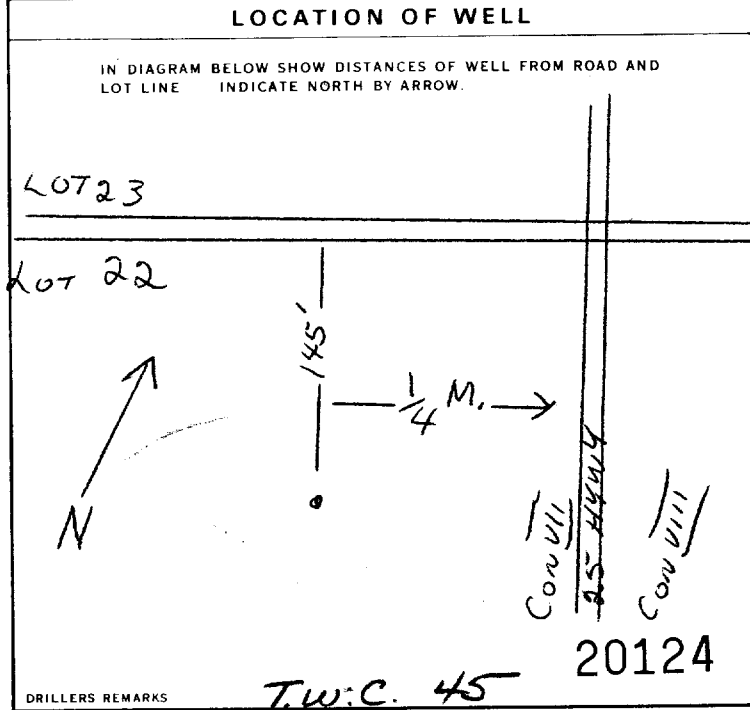 LOCATION OF WELL
IN DIAGRAM BELOW SHOW DISTANCES OF WELL FROM ROAD AND
LOT LINE INDICATE NORTH BY ARROW.
LOT 23
LOT 22
145'
1/4 M.
N
CON VII
25 HYWY
CON VIII
20124
DRILLERS REMARKS T.W.C. 45